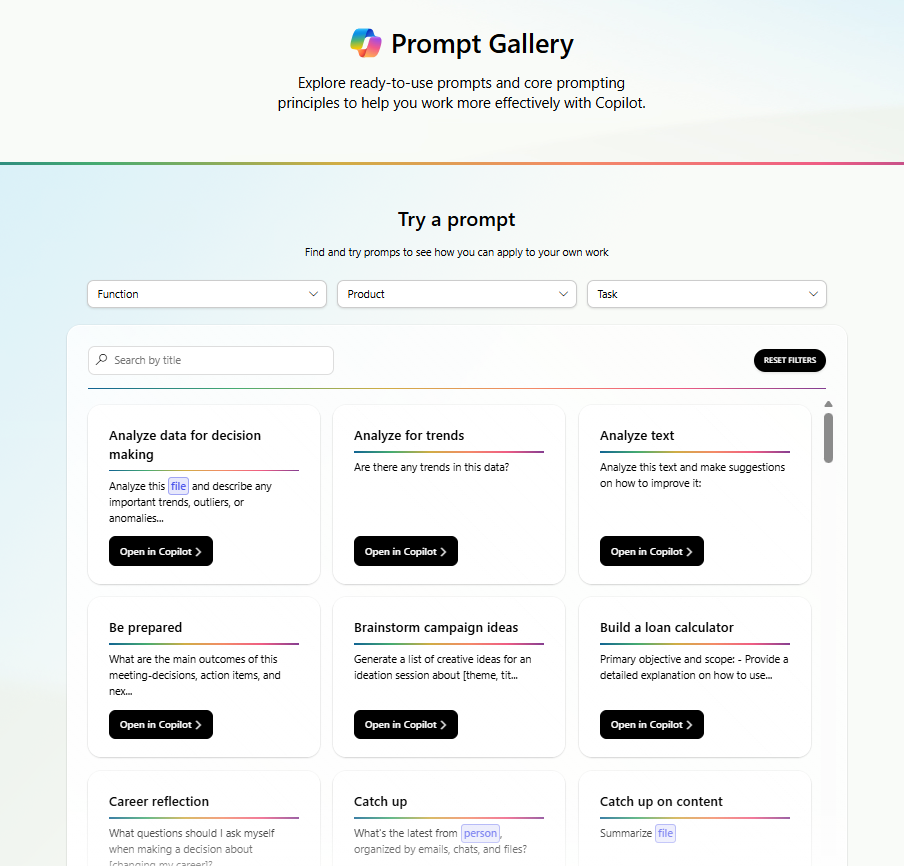 Prompt Gallery
Explore ready-to-use prompts and core prompting
principles to help you work more effectively with Copilot.
Try a prompt
Find and try promps to see how you can apply to your own work
Function
Product
Task
Search by title
RESET FILTERS
Analyze data for decision
making
Analyze this file and describe any
important trends, outliers, or
anomalies...
Open in Copilot
Analyze for trends
Are there any trends in this data?
Open in Copilot
Analyze text
Analyze this text and make suggestions
on how to improve it:
Open in Copilot
Be prepared
What are the main outcomes of this
meeting-decisions, action items, and
nex...
Open in Copilot
Brainstorm campaign ideas
Generate a list of creative ideas for an
ideation session about [theme, tit...
Open in Copilot
Build a loan calculator
Primary objective and scope: - Provide a
detailed explanation on how to use...
Open in Copilot
Career reflection
What questions should I ask myself
when making a decision about
[changing my career]?
Catch up
What's the latest from person,
organized by emails, chats, and files?
Catch up on content
Summarize file